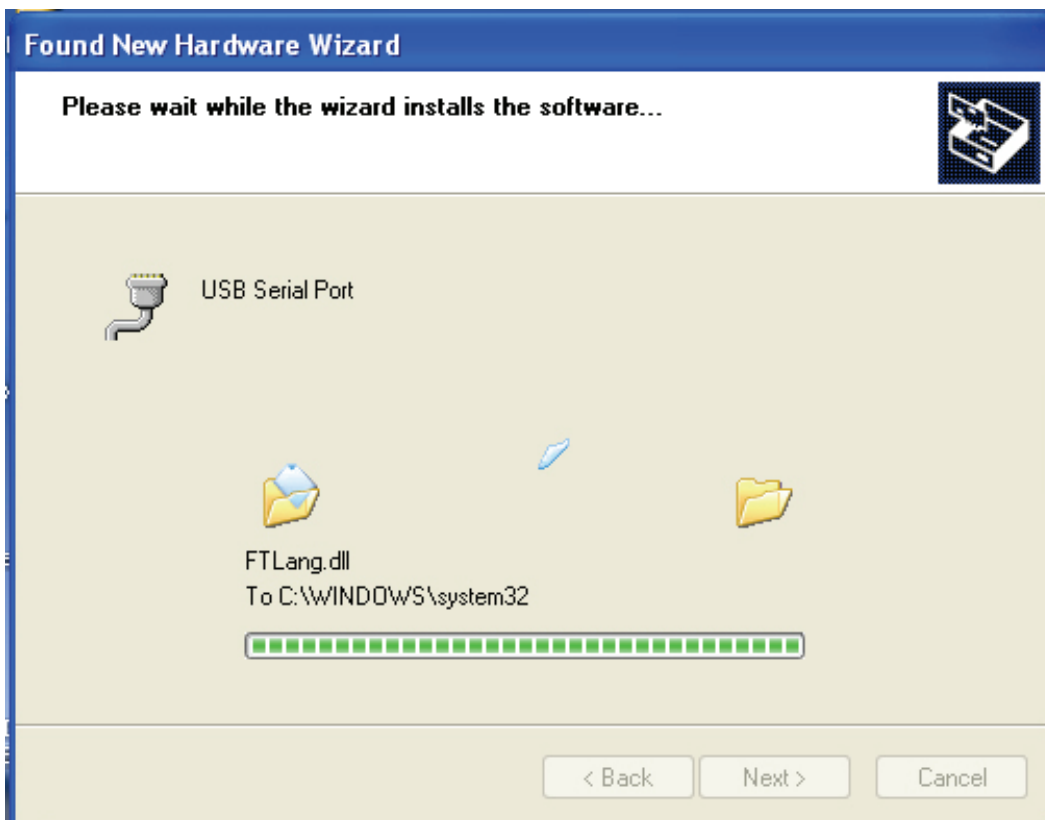 Found New Hardware Wizard
Please wait while the wizard installs the software...
USB Serial Port
FTLang.dll
To C:\WINDOWS\system32
< Back
Next >
Cancel